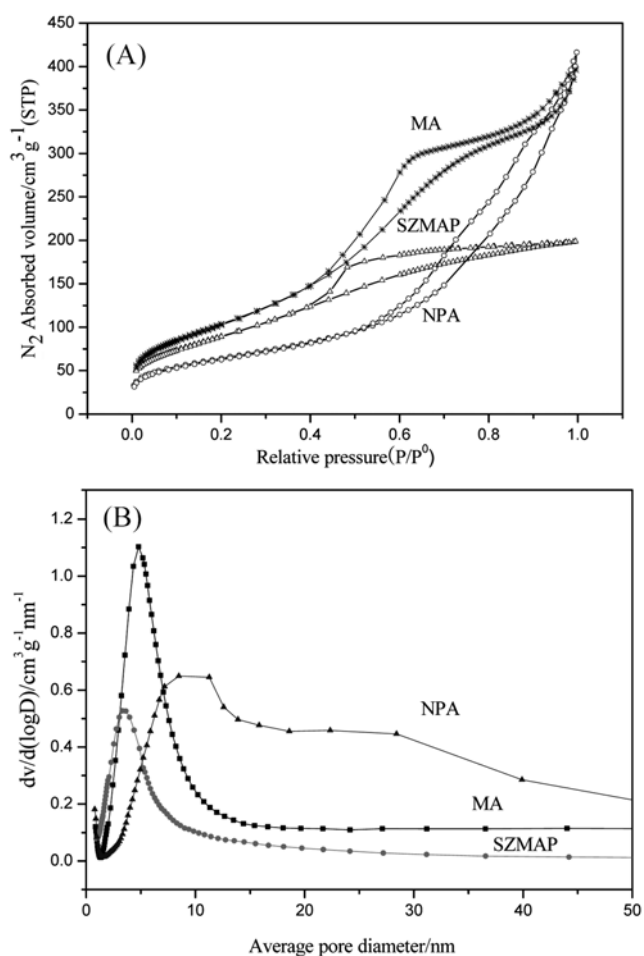 (A)
N2 Absorbed volume/cm3g-1(STP)
450
400
350
300
250
200
150
100
50
0
MA
SZMAP
NPA
0.0 0.2 0.4 0.6 0.8 1.0
Relative pressure(P/P0)
(B)
dv/d(logD)/cm3g-1nm-1
1.2
1.0
0.8
0.6
0.4
0.2
0.0
NPA
MA
SZMAP
0 10 20 30 40 50
Average pore diameter/nm